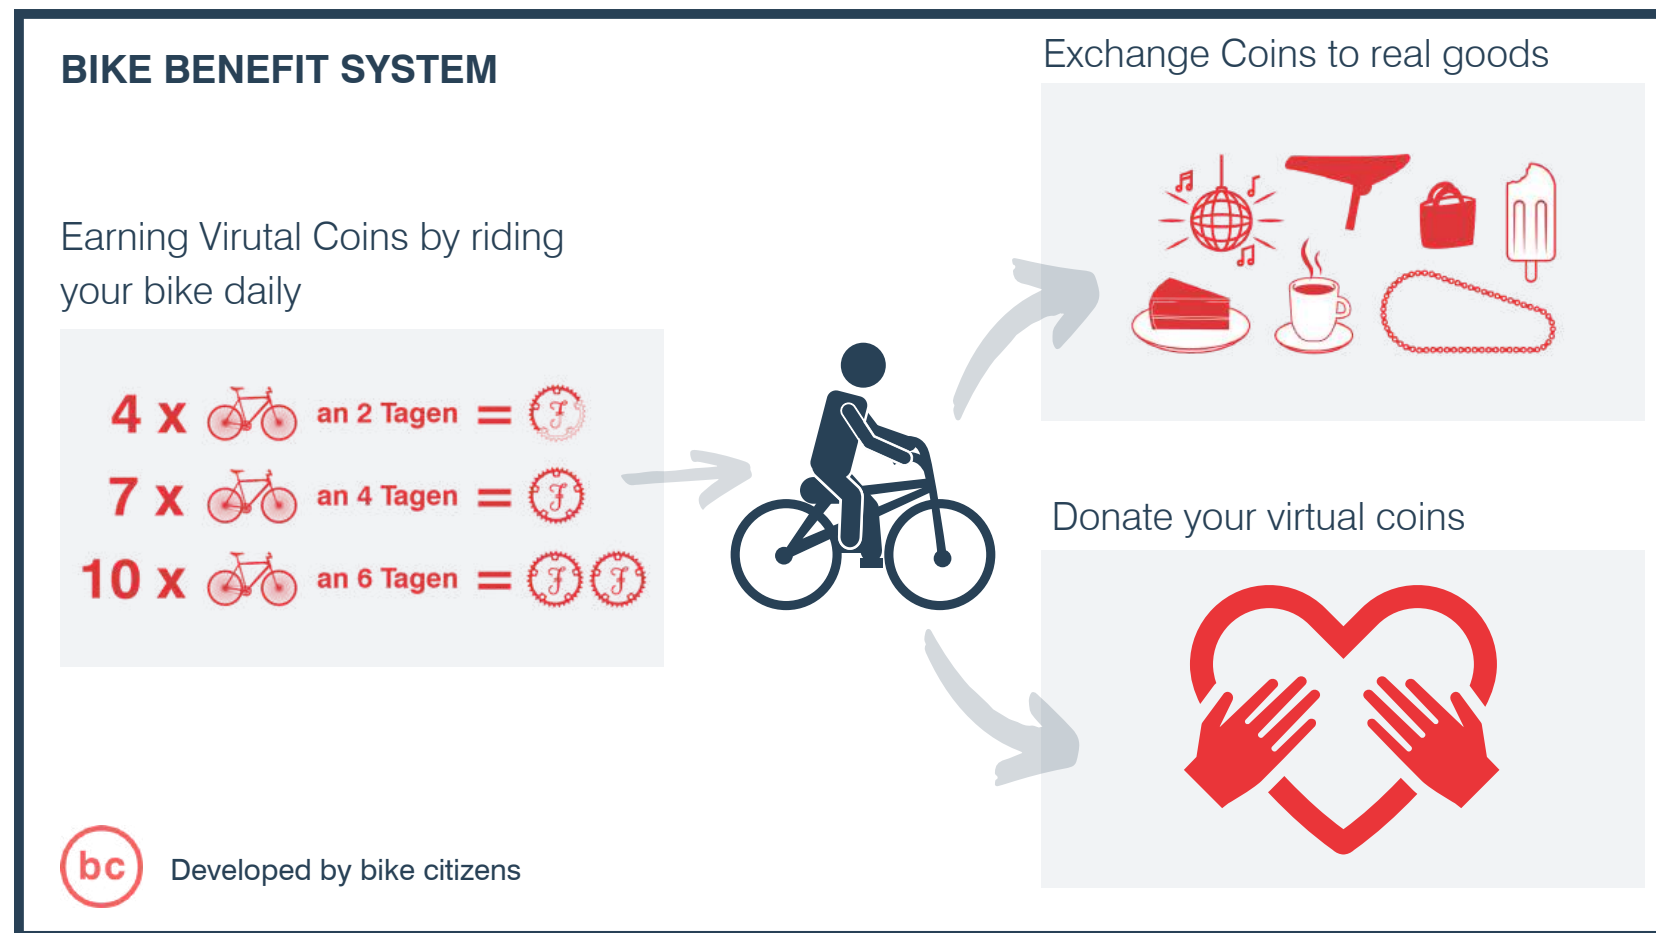 BIKE BENEFIT SYSTEM
Earning Virutal Coins by riding
your bike daily
4 x an 2 Tagen = F
7 x an 4 Tagen = F
10 x an 6 Tagen = F F
Exchange Coins to real goods
Donate your virtual coins
bc
Developed by bike citizens